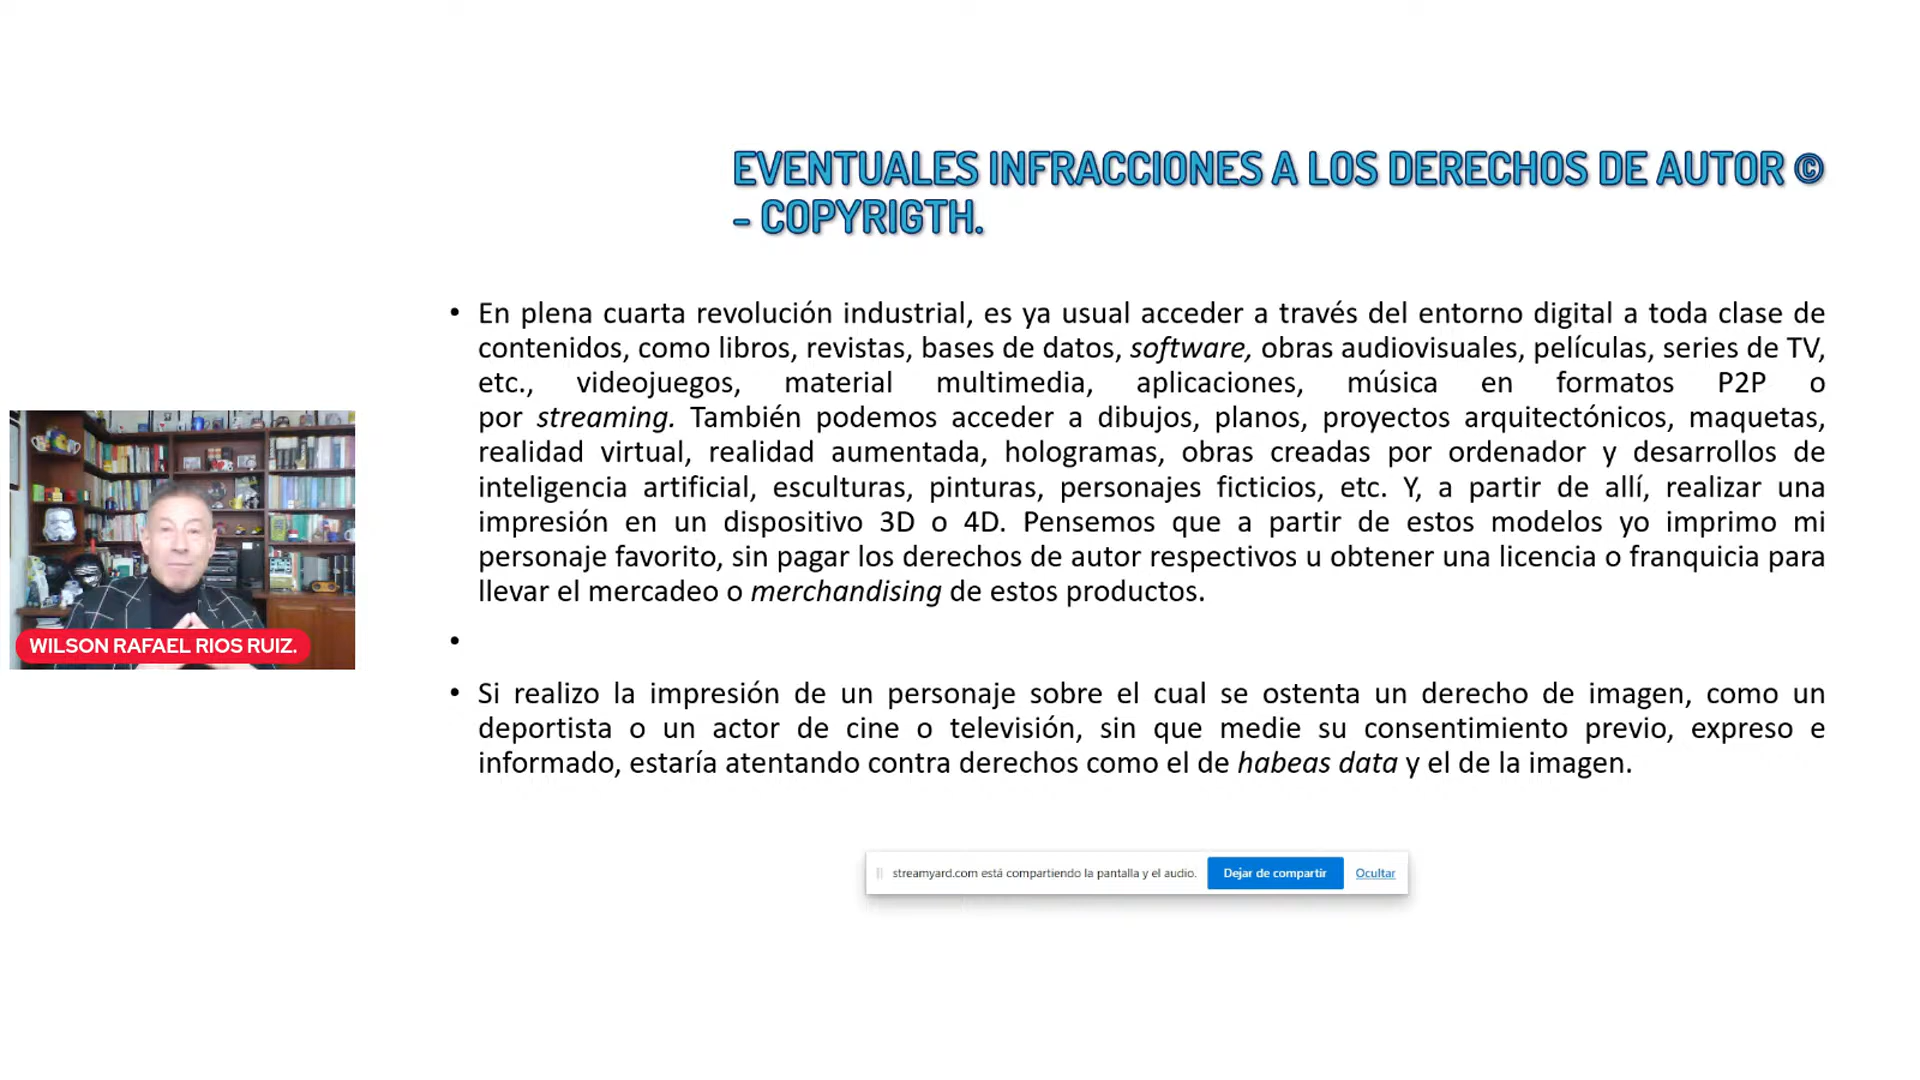 EVENTUALES INFRACCIONES A LOS DERECHOS DE AUTOR ©
- COPYRIGTH.
• En plena cuarta revolución industrial, es ya usual acceder a través del entorno digital a toda clase de
contenidos, como libros, revistas, bases de datos, software, obras audiovisuales, películas, series de TV,
etc., videojuegos, material multimedia, aplicaciones, música en formatos P2P o
por streaming. También podemos acceder a dibujos, planos, proyectos arquitectónicos, maquetas,
realidad virtual, realidad aumentada, hologramas, obras creadas por ordenador y desarrollos de
inteligencia artificial, esculturas, pinturas, personajes ficticios, etc. Y, a partir de allí, realizar una
impresión en un dispositivo 3D o 4D. Pensemos que a partir de estos modelos yo imprimo mi
personaje favorito, sin pagar los derechos de autor respectivos u obtener una licencia o franquicia para
llevar el mercadeo o merchandising de estos productos.
•
• Si realizo la impresión de un personaje sobre el cual se ostenta un derecho de imagen, como un
deportista o un actor de cine o televisión, sin que medie su consentimiento previo, expreso e
informado, estaría atentando contra derechos como el de habeas data y el de la imagen.
WILSON RAFAEL RIOS RUIZ.
streamyard.com está compartiendo la pantalla y el audio. Dejar de compartir Ocultar